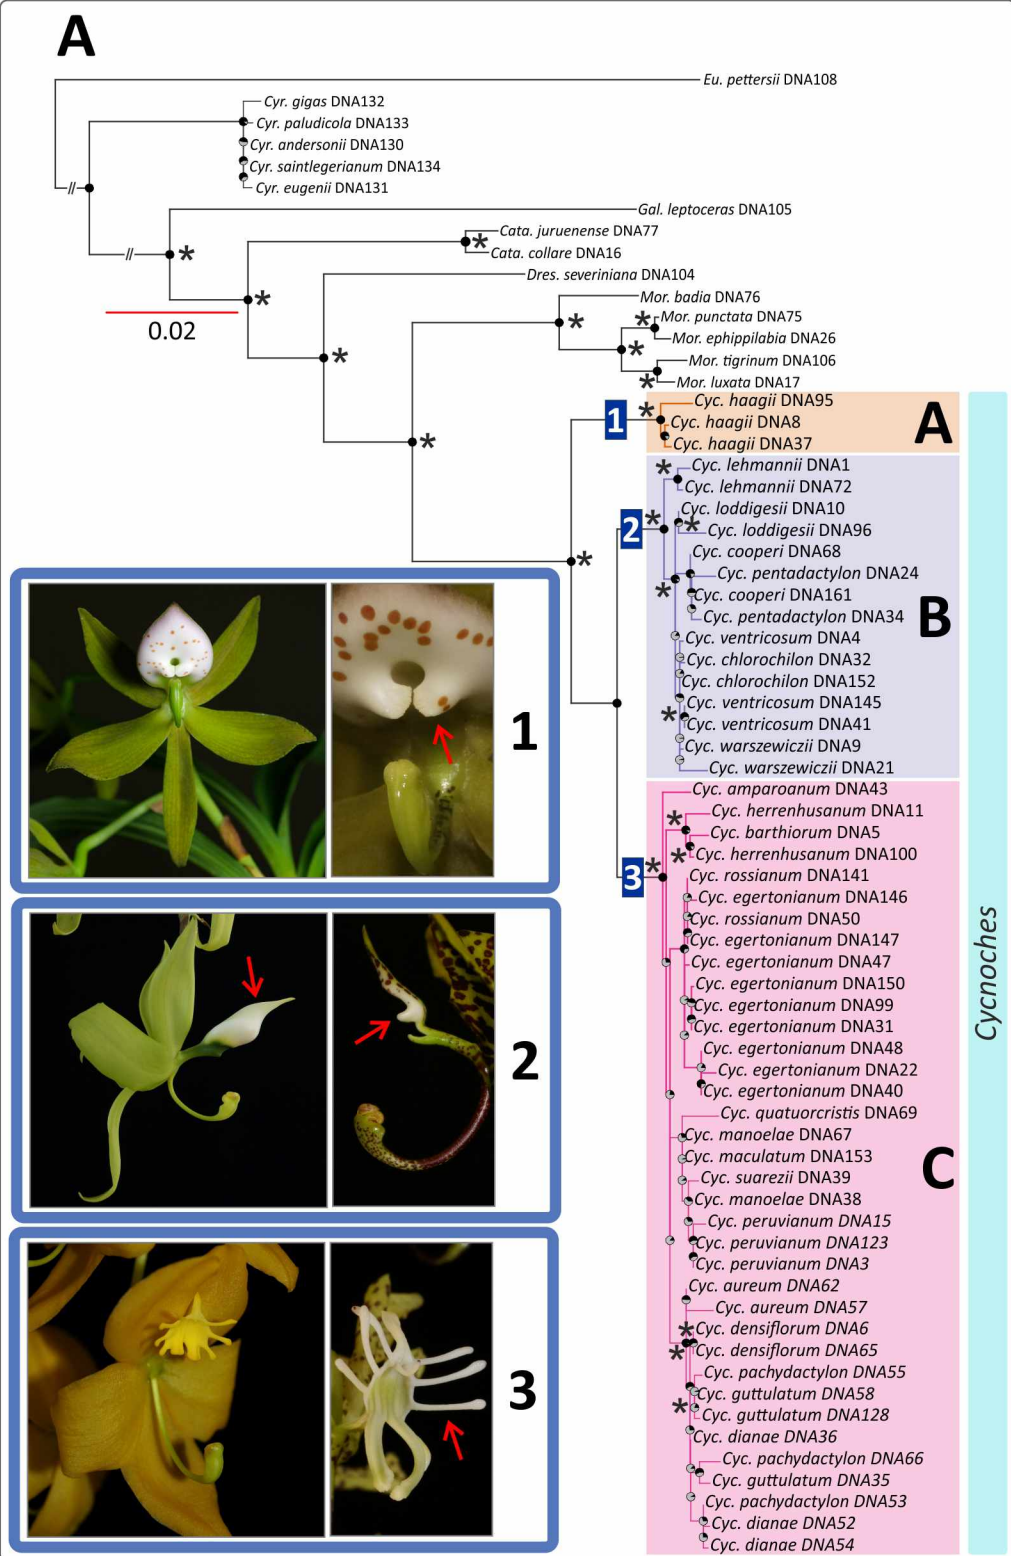 A
Eu. pettersii DNA108
Cyr. gigas DNA132
Cyr. paludicola DNA133
Cyr. andersonii DNA130
Cyr. saintlegerianum DNA134
Cyr. eugenii DNA131
//
Gal. leptoceras DNA105
Cata. juruenense DNA77
*
// *
Cata. collare DNA16
Dres. severiniana DNA104
*
Mor. badia DNA76
0.02
Mor. punctata DNA75
*
*
Mor. ephippilabia DNA26
*
*
Mor. tigrinum DNA106
*
Mor. luxata DNA17
Cyc. haagii DNA95
*
1
Cyc. haagii DNA8
A
*
Cyc. haagii DNA37
Cyc. lehmannii DNA1
*
Cyc. lehmannii DNA72
Cyc. loddigesii DNA10
*
2
Cyc. loddigesii DNA96
*
Cyc. cooperi DNA68
*
Cyc. pentadactylon DNA24
*
Cyc. cooperi DNA161
B
Cyc. pentadactylon DNA34
Cyc. ventricosum DNA4
Cyc. chlorochilon DNA32
Cyc. chlorochilon DNA152
Cyc. ventricosum DNA145
*
Cyc. ventricosum DNA41
Cyc. warszewiczii DNA9
Cyc. warszewiczii DNA21
Cyc. amparoanum DNA43
Cyc. herrenhusanum DNA11
*
Cyc. barthiorum DNA5
*
Cyc. herrenhusanum DNA100
*
3
Cyc. rossianum DNA141
Cyc. egertonianum DNA146
Cyc. rossianum DNA50
Cyc. egertonianum DNA147
Cyc. egertonianum DNA47
Cyc. egertonianum DNA150
Cyc. egertonianum DNA99
Cyc. egertonianum DNA31
Cyc. egertonianum DNA48
Cyc. egertonianum DNA22
Cyc. egertonianum DNA40
Cyc. quatuorcristis DNA69
Cyc. manoelae DNA67
Cyc. maculatum DNA153
C
Cyc. suarezii DNA39
Cyc. manoelae DNA38
Cyc. peruvianum DNA15
Cyc. peruvianum DNA123
Cyc. peruvianum DNA3
Cyc. aureum DNA62
Cyc. aureum DNA57
*
Cyc. densiflorum DNA6
*
Cyc. densiflorum DNA65
Cyc. pachydactylon DNA55
Cyc. guttulatum DNA58
*
Cyc. guttulatum DNA128
Cyc. dianae DNA36
Cyc. pachydactylon DNA66
Cyc. guttulatum DNA35
Cyc. pachydactylon DNA53
Cyc. dianae DNA52
Cyc. dianae DNA54
Cycnoches
1
2
3